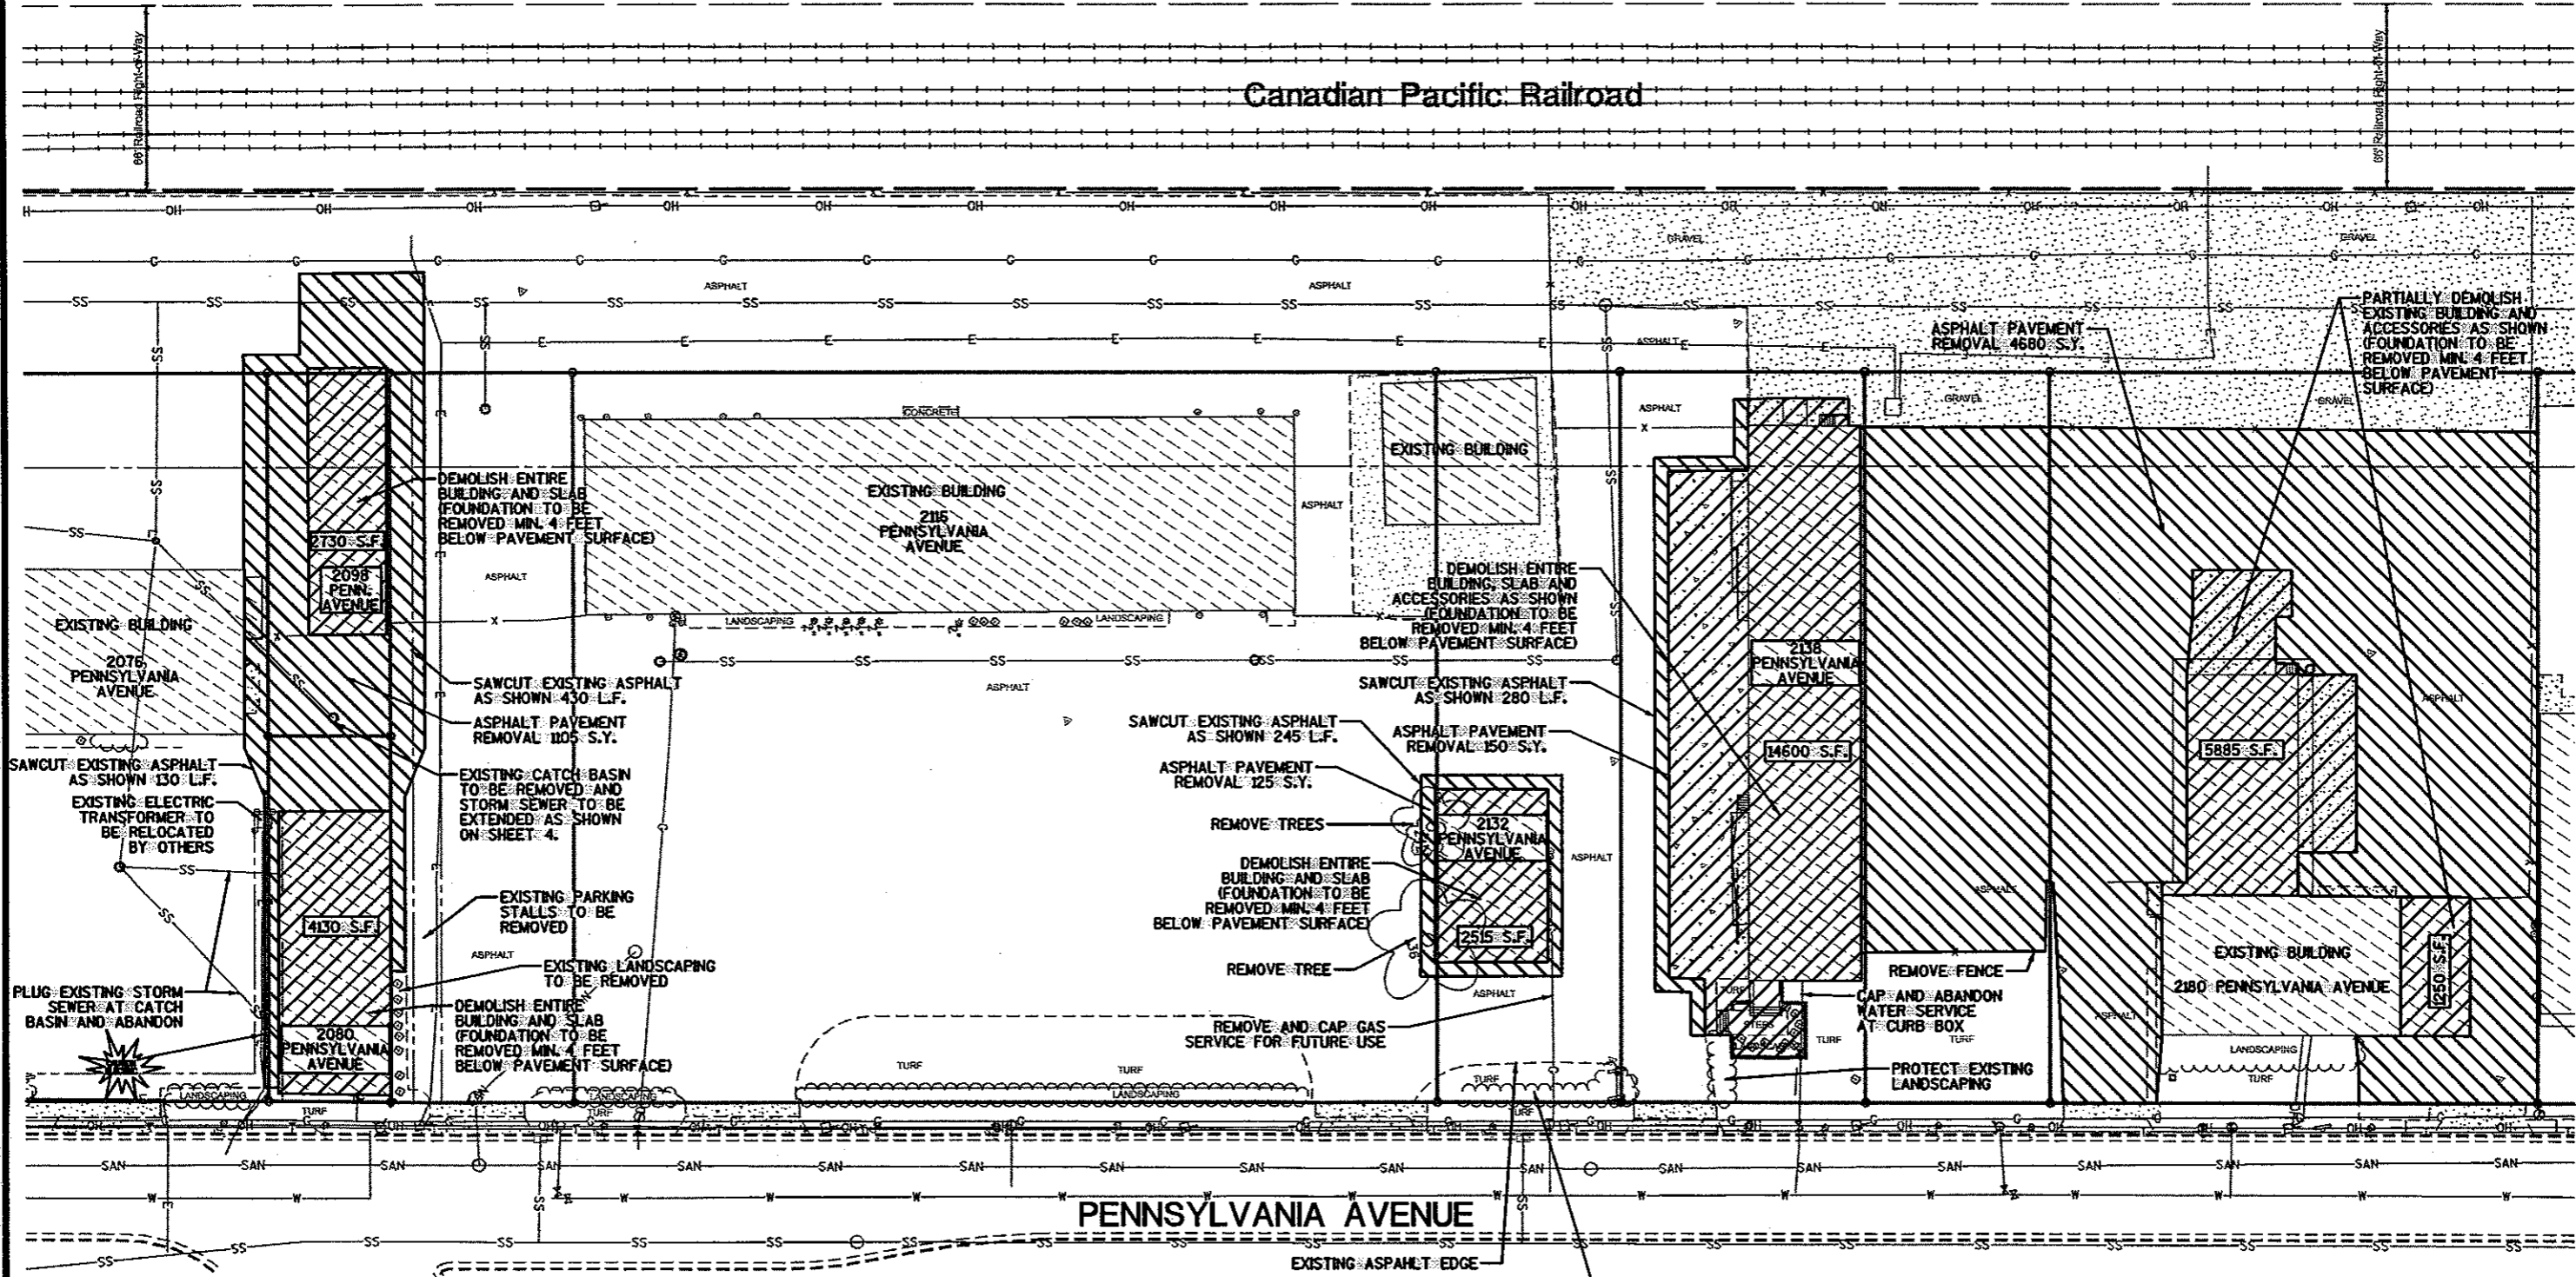 66' Railroad Right-of-Way
Canadian Pacific Railroad
66' Railroad Right-of-Way
GRAVEL
GRAVEL
ASPHALT
ASPHALT
ASPHALT
ASPHALT PAVEMENT
REMOVAL 4680 S.Y.
PARTIALLY DEMOLISH
EXISTING BUILDING AND
ACCESSORIES AS SHOWN
(FOUNDATION TO BE
REMOVED MIN. 4 FEET
BELOW PAVEMENT
SURFACE)
GRAVEL
GRAVEL
CONCRETE
ASPHALT
EXISTING BUILDING
DEMOLISH ENTIRE
BUILDING AND SLAB
(FOUNDATION TO BE
REMOVED MIN. 4 FEET
BELOW PAVEMENT SURFACE)
EXISTING BUILDING
2116
PENNSYLVANIA
AVENUE
ASPHALT
2730 S.F.
2098
PENN.
AVENUE
ASPHALT
DEMOLISH ENTIRE
BUILDING, SLAB AND
ACCESSORIES AS SHOWN
(FOUNDATION TO BE
REMOVED MIN. 4 FEET
BELOW PAVEMENT SURFACE)
EXISTING BUILDING
2076
PENNSYLVANIA
AVENUE
LANDSCAPING
LANDSCAPING
2138
PENNSYLVANIA
AVENUE
SAWCUT EXISTING ASPHALT
AS SHOWN 430 L.F.
ASPHALT
SAWCUT EXISTING ASPHALT
AS SHOWN 280 L.F.
ASPHALT
ASPHALT PAVEMENT
REMOVAL 1105 S.Y.
SAWCUT EXISTING ASPHALT
AS SHOWN 245 L.F.
ASPHALT PAVEMENT
REMOVAL 150 S.Y.
14600 S.F.
5885 S.F.
SAWCUT EXISTING ASPHALT
AS SHOWN 130 L.F.
EXISTING CATCH BASIN
TO BE REMOVED AND
STORM SEWER TO BE
EXTENDED AS SHOWN
ON SHEET 4.
ASPHALT PAVEMENT
REMOVAL 125 S.Y.
EXISTING ELECTRIC
TRANSFORMER TO
BE RELOCATED
BY OTHERS
REMOVE TREES
2132
PENNSYLVANIA
AVENUE
ASPHALT
DEMOLISH ENTIRE
BUILDING AND SLAB
(FOUNDATION TO BE
REMOVED MIN. 4 FEET
BELOW PAVEMENT SURFACE)
ASPHALT
EXISTING PARKING
STALLS TO BE
REMOVED
4130 S.F.
2515 S.F.
36
ASPHALT
EXISTING LANDSCAPING
TO BE REMOVED
REMOVE TREE
REMOVE FENCE
EXISTING BUILDING
2180 PENNSYLVANIA AVENUE
1250 S.F.
PLUG EXISTING STORM
SEWER AT CATCH
BASIN AND ABANDON
DEMOLISH ENTIRE
BUILDING AND SLAB
(FOUNDATION TO BE
REMOVED MIN. 4 FEET
BELOW PAVEMENT SURFACE)
ASPHALT
TURF
CAP AND ABANDON
WATER SERVICE
AT CURB BOX
ASPHALT
REMOVE AND CAP GAS
SERVICE FOR FUTURE USE
STEPS
TURF
TURF
2080
PENNSYLVANIA
AVENUE
LANDSCAPING
TURF
TURF
TURF
TURF
PROTECT EXISTING
LANDSCAPING
LANDSCAPING
LANDSCAPING
LANDSCAPING
TURF
TURF
TURF
PENNSYLVANIA AVENUE
EXISTING ASPAHLT EDGE